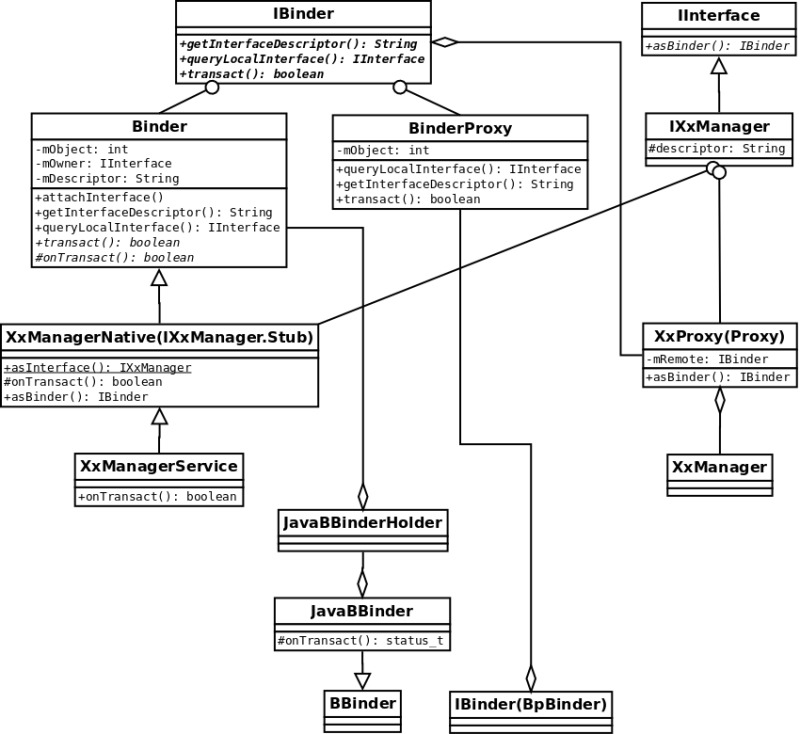 IBinder
+getInterfaceDescriptor(): String
+queryLocalInterface(): IInterface
+transact(): boolean
IInterface
+asBinder(): IBinder
Binder
-mObject: int
-mOwner: IInterface
-mDescriptor: String
+attachInterface()
+getInterfaceDescriptor(): String
+queryLocalInterface(): IInterface
+transact(): boolean
#onTransact(): boolean
BinderProxy
-mObject: int
+queryLocalInterface(): IInterface
+getInterfaceDescriptor(): String
+transact(): boolean
IXxManager
#descriptor: String
XxManagerNative(IXxManager.Stub)
+asInterface(): IXxManager
#onTransact(): boolean
+asBinder(): IBinder
XxProxy(Proxy)
-mRemote: IBinder
+asBinder(): IBinder
XxManagerService
+onTransact(): boolean
XxManager
JavaBBinderHolder
JavaBBinder
#onTransact(): status_t
BBinder
IBinder(BpBinder)